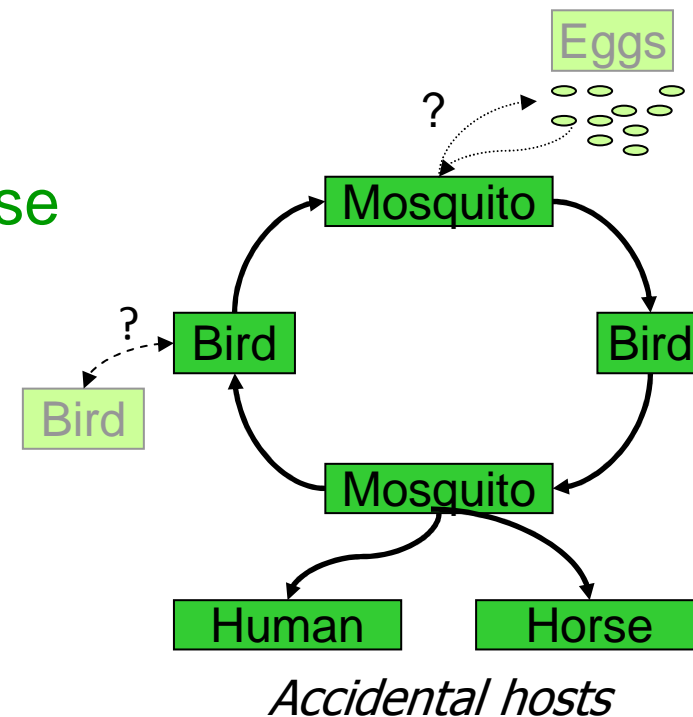 Eggs
?
se
Mosquito
?
Bird
Bird
Bird
Mosquito
Human
Horse
Accidental hosts